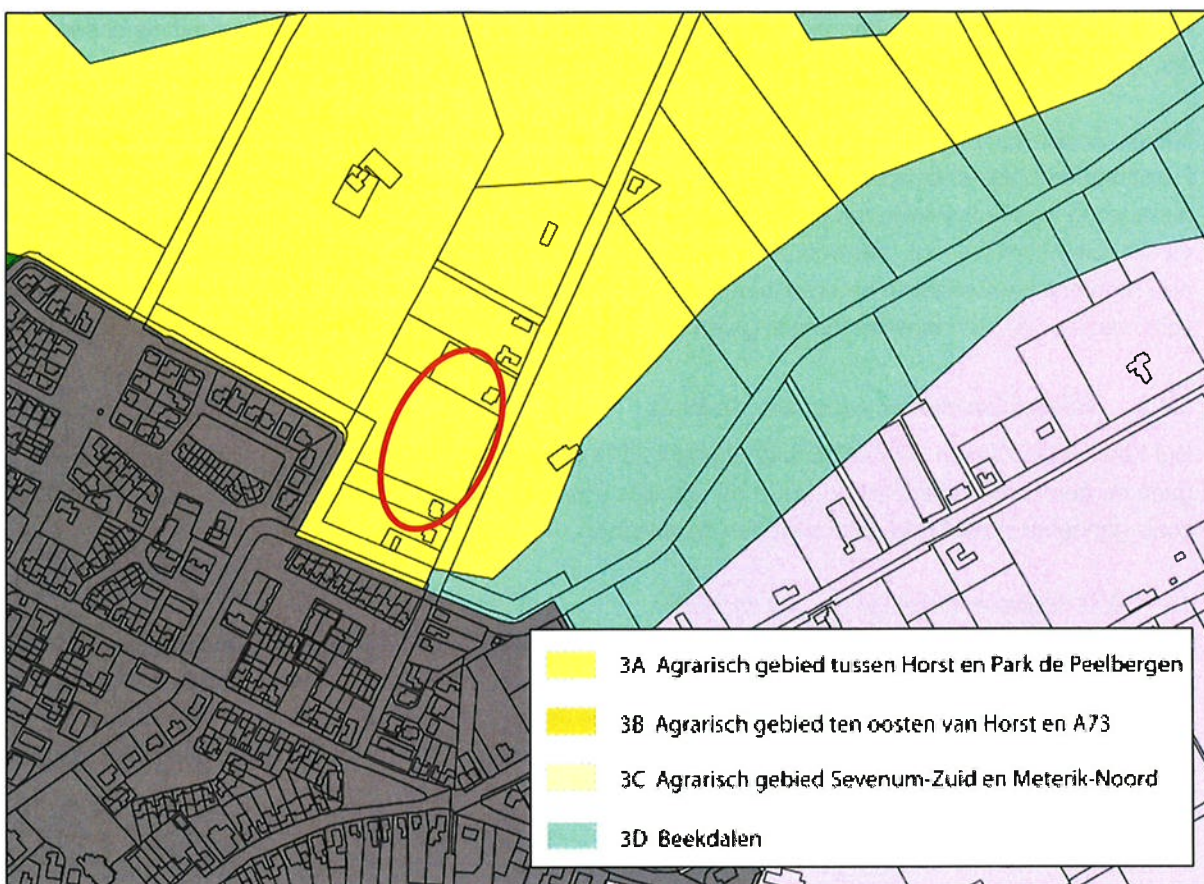 3A Agrarisch gebied tussen Horst en Park de Peelbergen
3B Agrarisch gebied ten oosten van Horst en A73
3C Agrarisch gebied Sevenum-Zuid en Meterik-Noord
3D Beekdalen